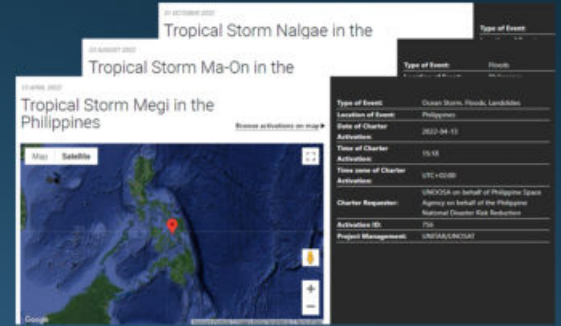 31 OCTOBER 2022
Tropical Storm Nalgae in the
Type of Event:
23 AUGUST 2022
Tropical Storm Ma-On in the
Type of Event: Floods
13 APRIL 2022
Tropical Storm Megi in the
Philippines
Browse activations on map
Map Satellite
Google
Type of Event: Ocean Storm, Floods, Landslides
Location of Event: Philippines
Date of Charter
Activation: 2022-04-13
Time of Charter
Activation: 15:18
Time zone of Charter
Activation: UTC+02:00
Charter Requester: UNOOSA on behalf of Philippine Space
Agency on behalf of the Philippine
National Disaster Risk Reduction
Activation ID: 756
Project Management: UNITAR/UNOSAT